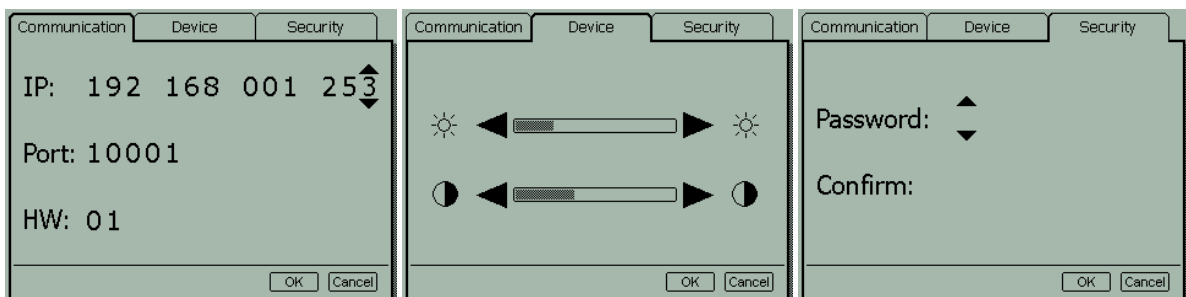 Communication Device Security
IP: 192 168 001 253
Port: 10001
HW: 01
OK Cancel
Communication Device Security
OK Cancel
Communication Device Security
Password:
Confirm:
OK Cancel